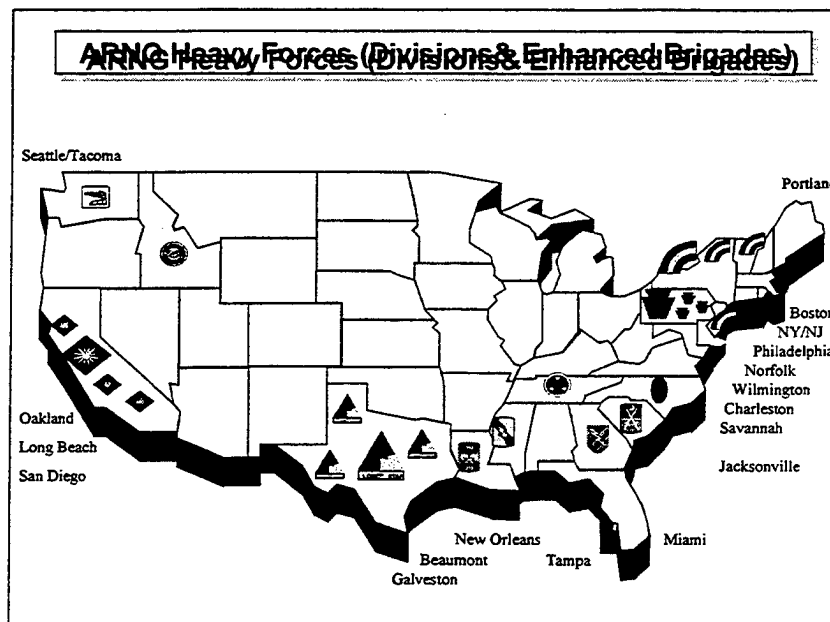 ARNG Heavy Forces (Divisions & Enhanced Brigades)
Seattle/Tacoma
Portland
Boston
NY/NJ
Philadelphia
Norfolk
Wilmington
Charleston
Savannah
Jacksonville
Oakland
Long Beach
San Diego
New Orleans
Beaumont
Galveston
Tampa
Miami